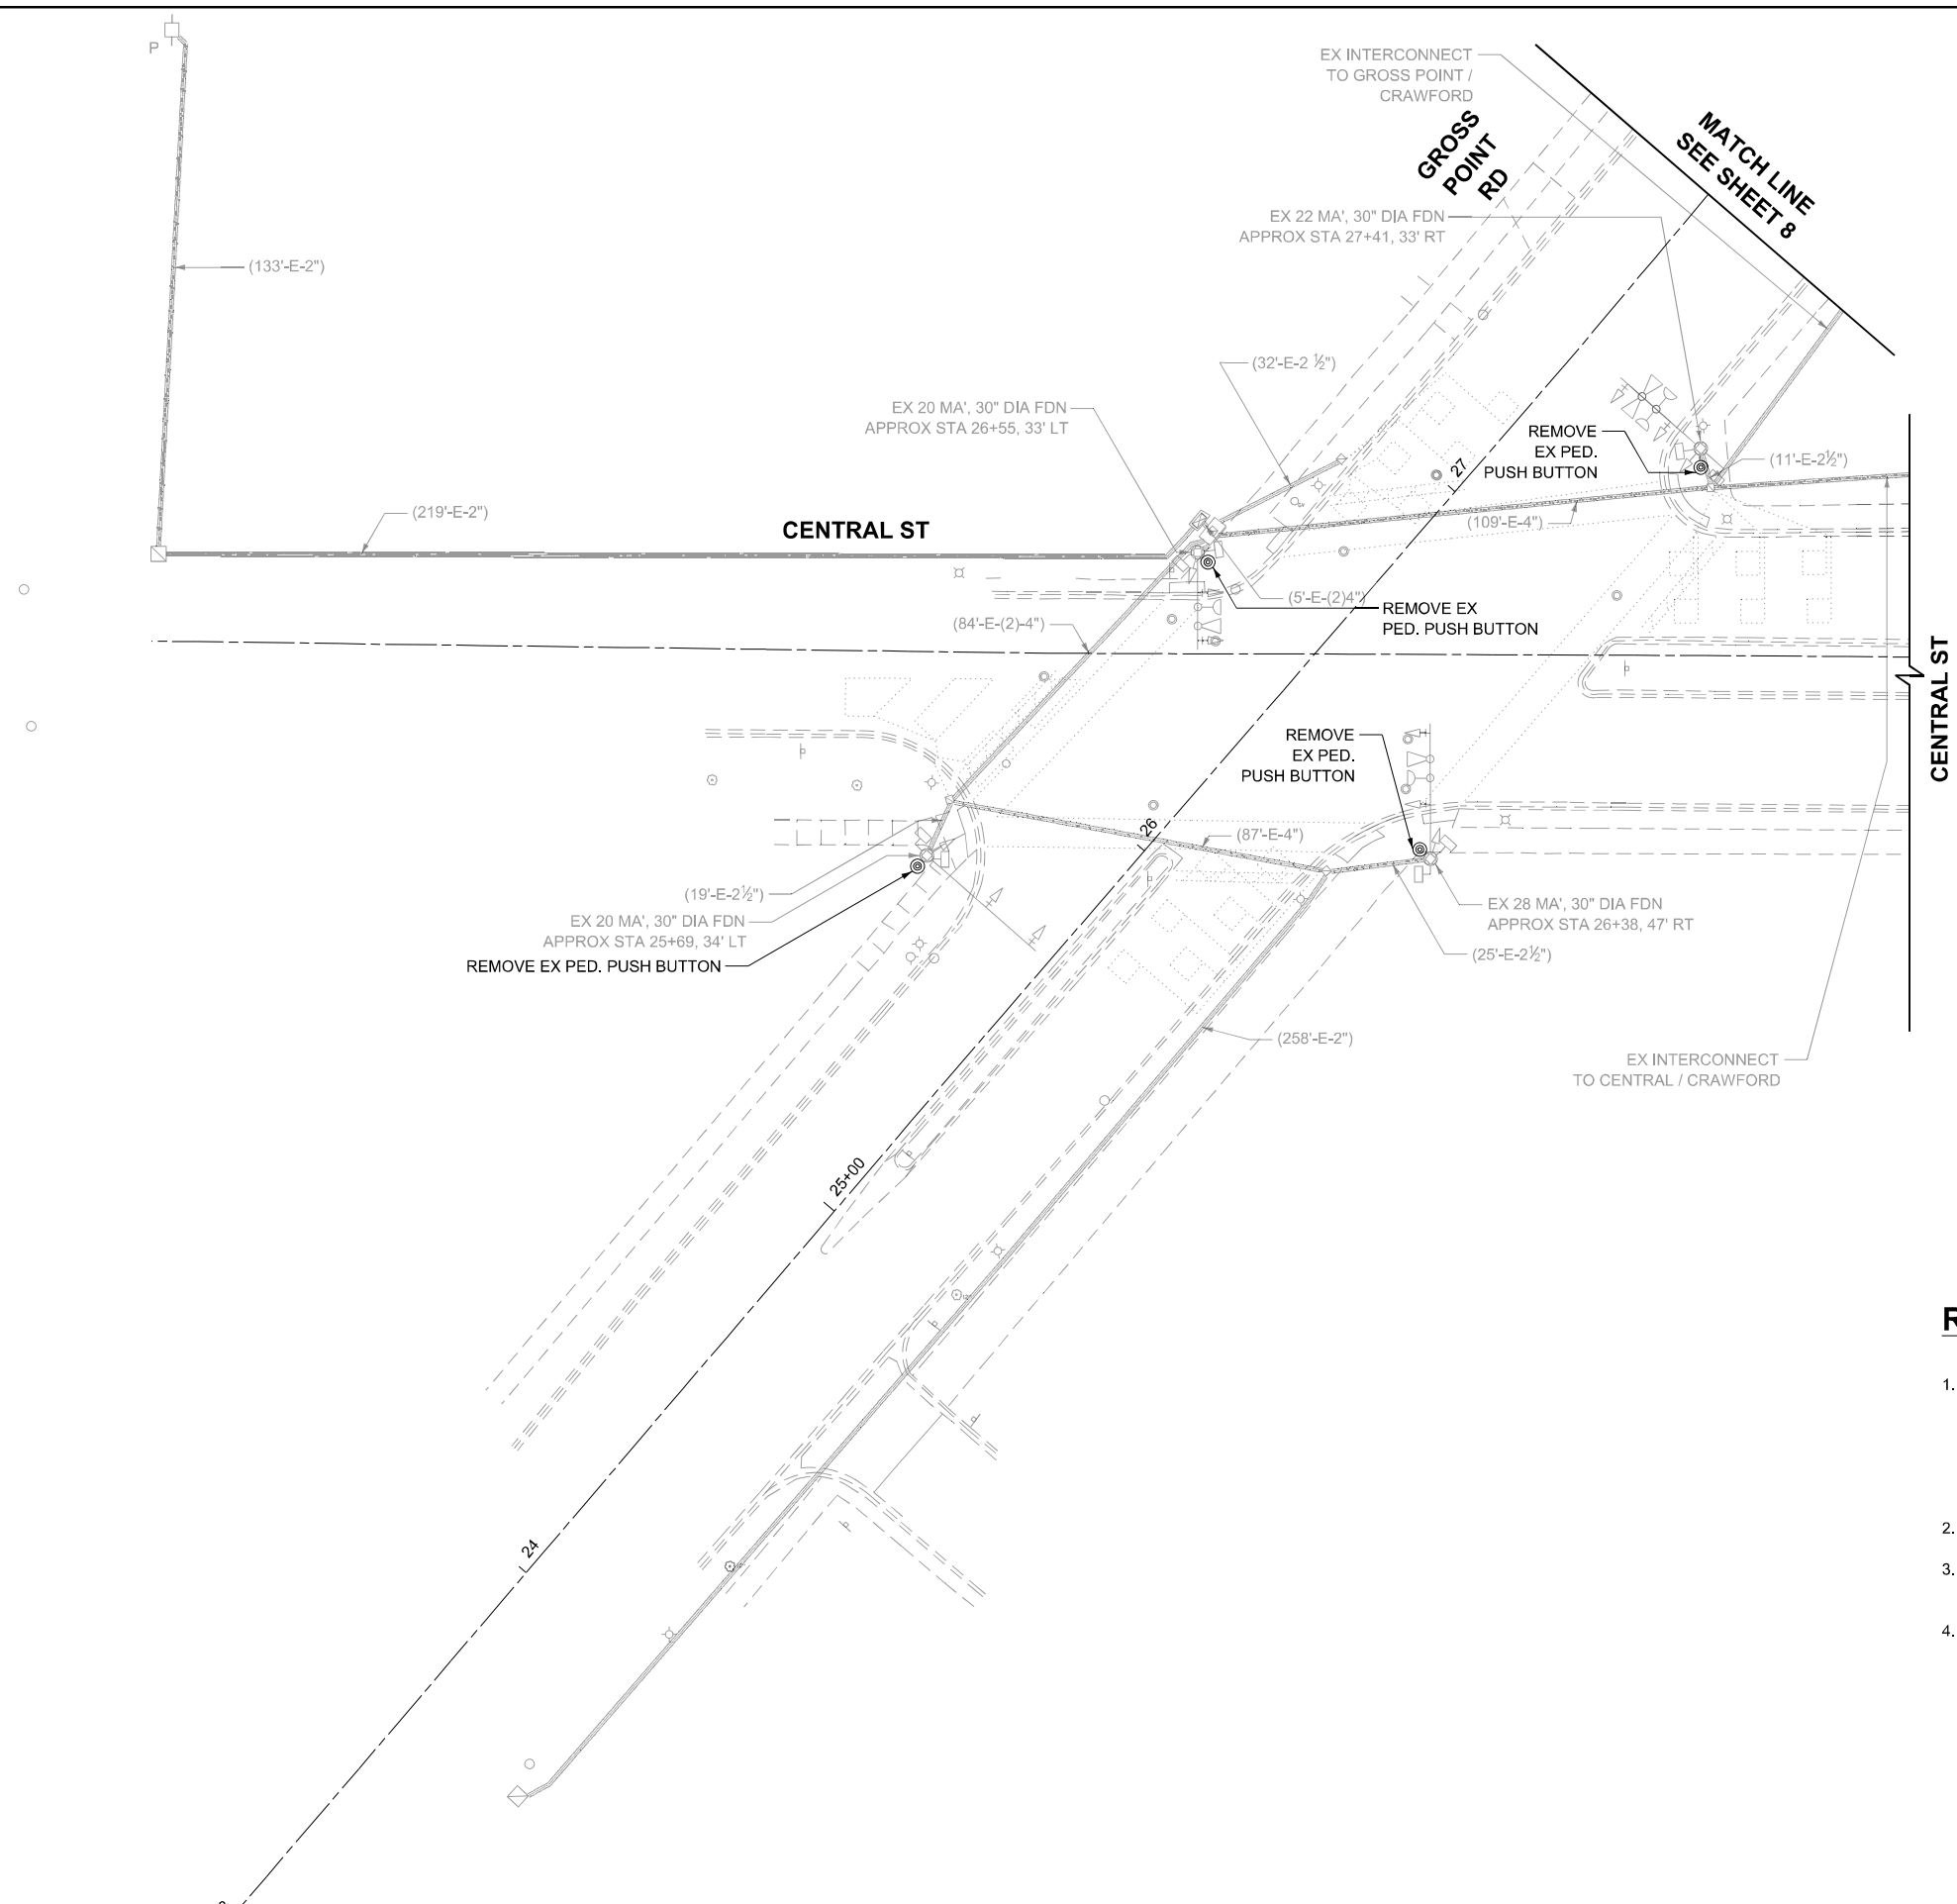 P
EX INTERCONNECT
TO GROSS POINT /
CRAWFORD
GROSS
POINT
RD
MATCH LINE
SEE SHEET 8
EX 22 MA', 30" DIA FDN
APPROX STA 27+41, 33' RT
(133'-E-2")
(32'-E-2 ½")
EX 20 MA', 30" DIA FDN
APPROX STA 26+55, 33' LT
REMOVE
EX PED.
PUSH BUTTON
(11'-E-2½")
27
(219'-E-2")
CENTRAL ST
(109'-E-4")
(5'-E-(2)4")
REMOVE EX
PED. PUSH BUTTON
(84'-E-(2)-4")
CENTRAL ST
REMOVE
EX PED.
PUSH BUTTON
26
(87'-E-4")
(19'-E-2½")
EX 20 MA', 30" DIA FDN
APPROX STA 25+69, 34' LT
REMOVE EX PED. PUSH BUTTON
EX 28 MA', 30" DIA FDN
APPROX STA 26+38, 47' RT
(25'-E-2½")
(258'-E-2")
EX INTERCONNECT
TO CENTRAL / CRAWFORD
25+00
R
1.
24
2.
3.
4.